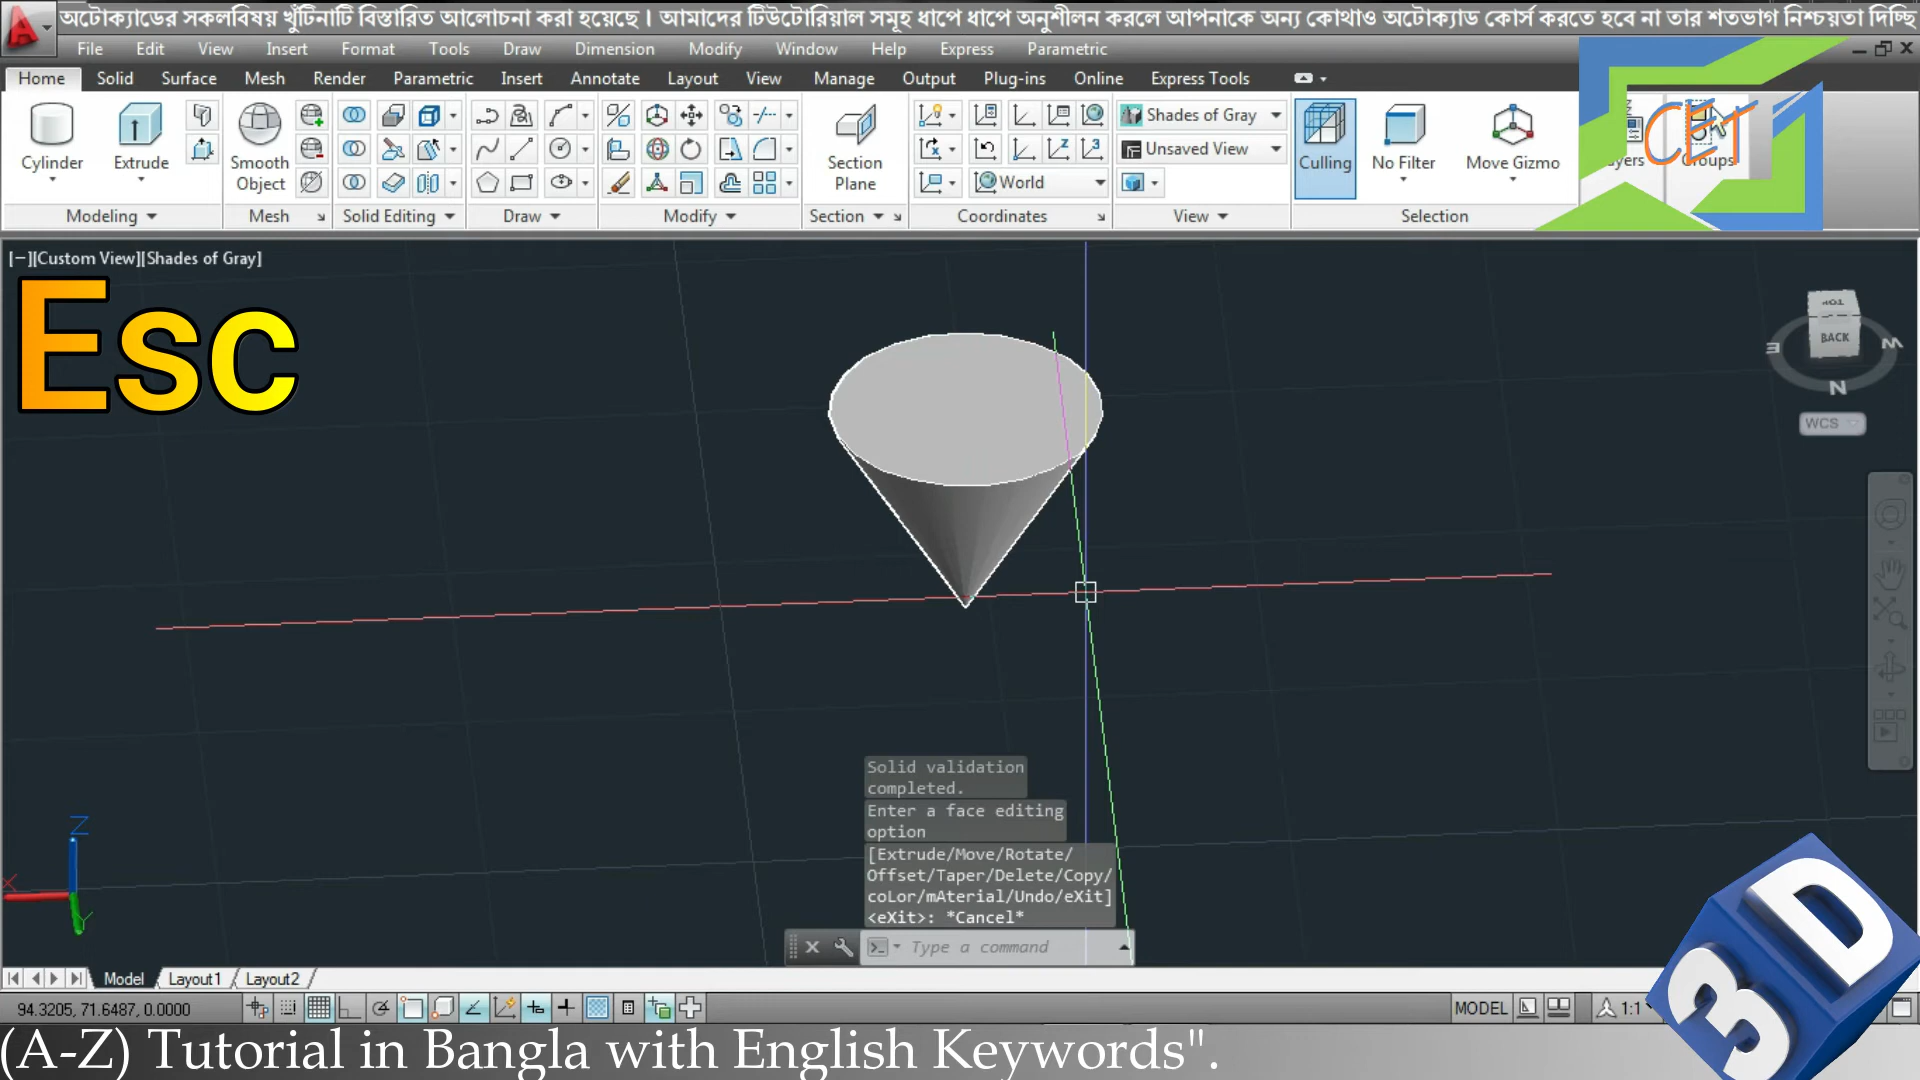 অটোক্যাডের সকলবিষয় খুঁটিনাটি বিস্তারিত আলোচনা করা হয়েছে। আমাদের টিউটোরিয়াল সমূহ ধাপে ধাপে অনুশীলন করলে আপনাকে অন্য কোথাও অটোক্যাড কোর্স করতে হবে না তার শতভাগ নিশ্চয়তা দিচ্ছি
File Edit View Insert Format Tools Draw Dimension Modify Window Help Express Parametric
Home Solid Surface Mesh Render Parametric Insert Annotate Layout View Manage Output Plug-ins Online Express Tools
Shades of Gray
Unsaved View
World
Cylinder Extrude Smooth Object Section Plane Culling No Filter Move Gizmo Groups
CET
Modeling Mesh Solid Editing Draw Modify Section Coordinates View Selection
[−][Custom View][Shades of Gray]
Esc
TOP
BACK
E N W
WCS
Solid validation
completed.
Enter a face editing
option
[Extrude/Move/Rotate/
Offset/Taper/Delete/Copy/
coLor/mAterial/Undo/eXit]
<eXit>: *Cancel*
Type a command
Z
X
Y
3D
Model Layout1 Layout2
94.3205, 71.6487, 0.0000
MODEL 1:1
(A-Z) Tutorial in Bangla with English Keywords".